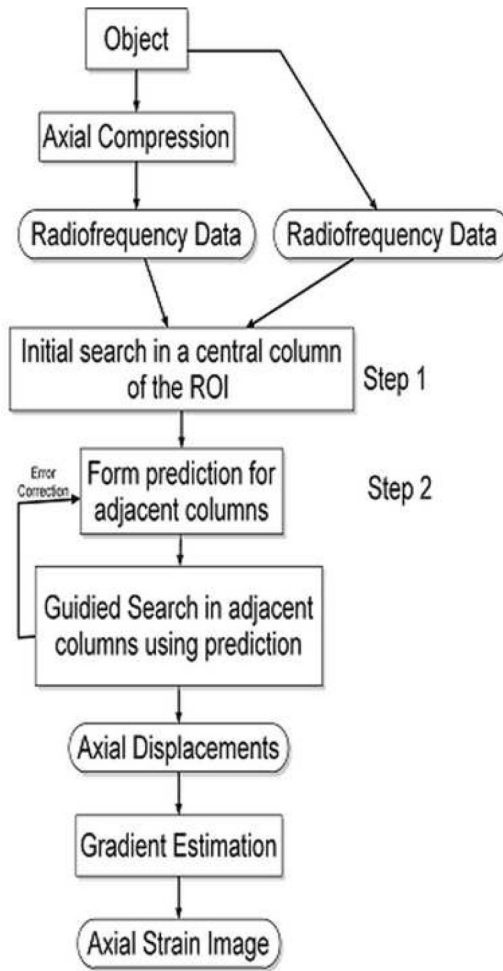 Object
Axial Compression
Radiofrequency Data
Radiofrequency Data
Initial search in a central column
of the ROI
Step 1
Error
Correction
Form prediction for
adjacent columns
Step 2
Guidied Search in adjacent
columns using prediction
Axial Displacements
Gradient Estimation
Axial Strain Image